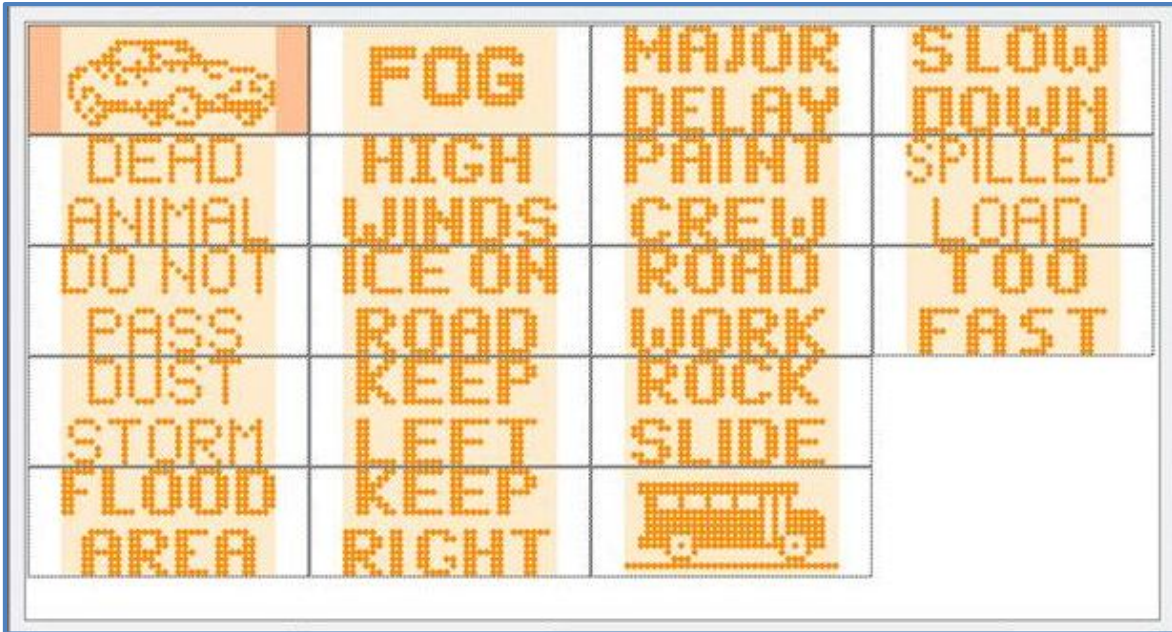 FOG
MAJOR
DELAY
SLOW
DOWN
DEAD
ANIMAL
HIGH
WINDS
PAINT
CREW
SPILLED
LOAD
DO NOT
PASS
ICE ON
ROAD
ROAD
WORK
TOO
FAST
DUST
STORM
KEEP
LEFT
ROCK
SLIDE
FLOOD
AREA
KEEP
RIGHT